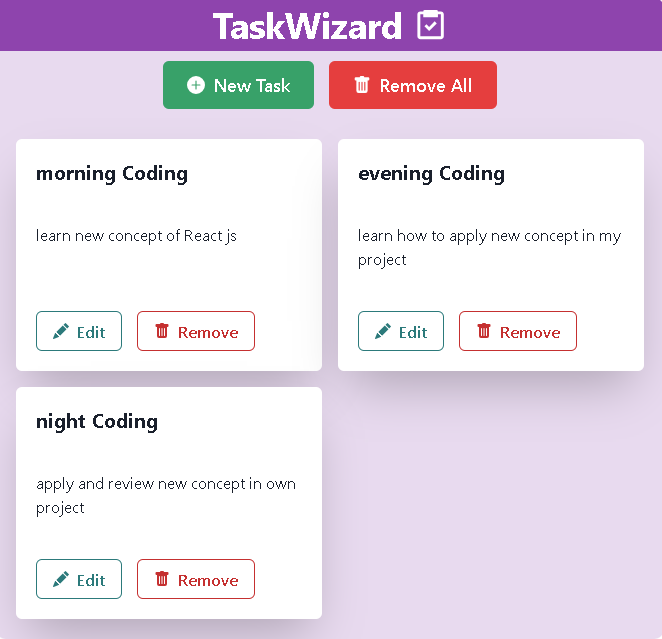 TaskWizard
New Task
Remove All
morning Coding
learn new concept of React js
Edit
Remove
evening Coding
learn how to apply new concept in my
project
Edit
Remove
night Coding
apply and review new concept in own
project
Edit
Remove